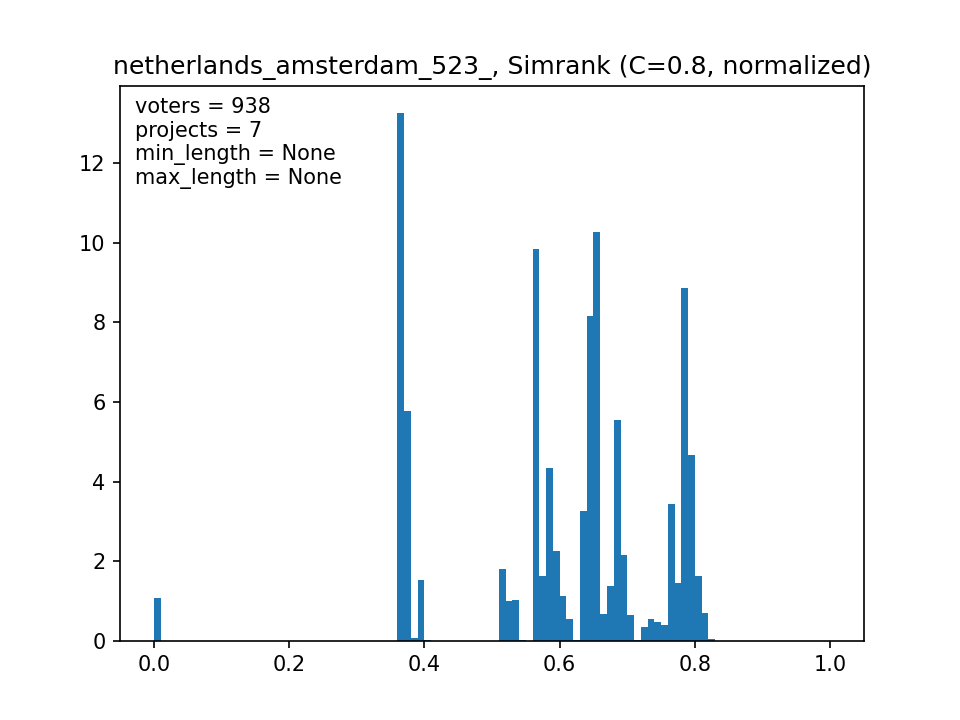 netherlands_amsterdam_523_, Simrank (C=0.8, normalized)
voters = 938
projects = 7
min_length = None
max_length = None
12
10
8
6
4
2
0
0.0 0.2 0.4 0.6 0.8 1.0